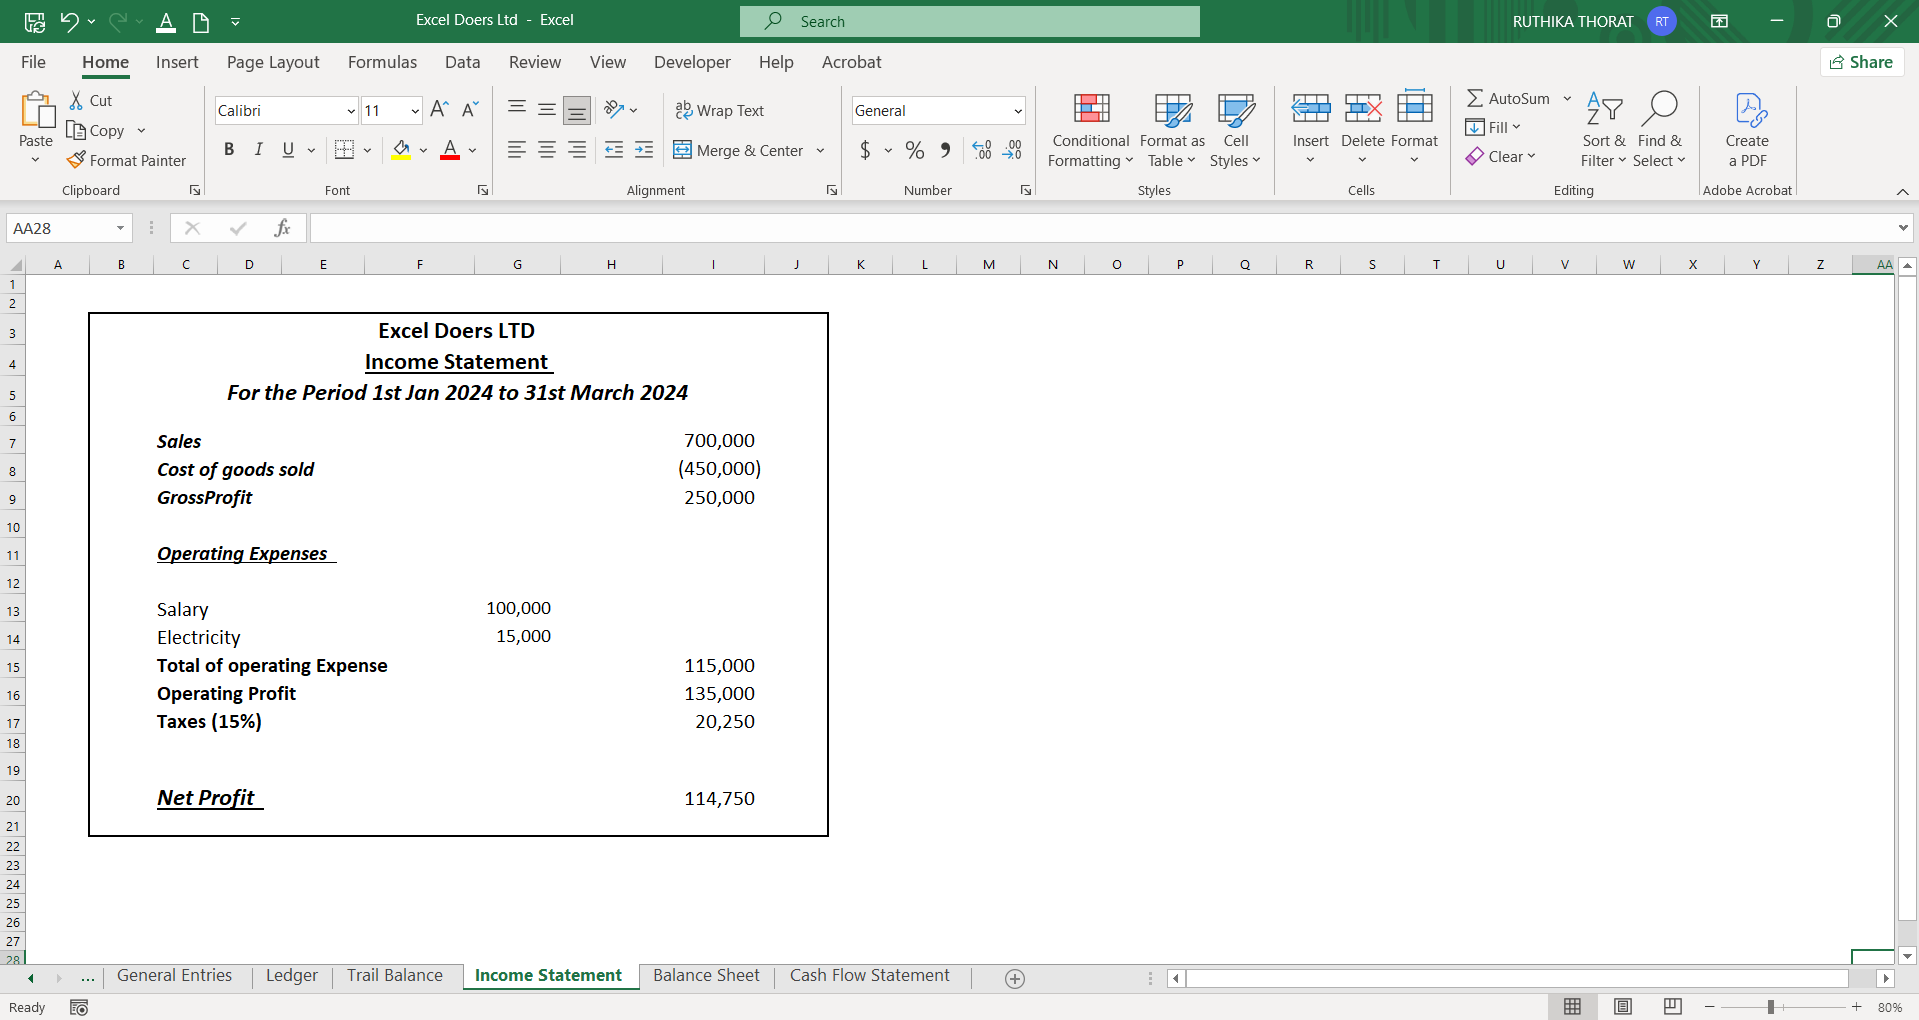 Excel Doers Ltd - Excel
Search
RUTHIKA THORAT RT
File Home Insert Page Layout Formulas Data Review View Developer Help Acrobat Share
Paste
Cut
Copy
Format Painter
Clipboard
Calibri 11
B I U A
Font
Wrap Text
Merge & Center
Alignment
General
$ %
Number
Conditional Formatting
Format as Table
Cell Styles
Styles
Insert Delete Format
Cells
AutoSum
Fill
Clear
Sort & Filter
Find & Select
Editing
Create a PDF
Adobe Acrobat
AA28 fx
A B C D E F G H I J K L M N O P Q R S T U V W X Y Z AA
1
2
3 Excel Doers LTD
4 Income Statement
5 For the Period 1st Jan 2024 to 31st March 2024
6
7 Sales 700,000
8 Cost of goods sold (450,000)
9 GrossProfit 250,000
10
11 Operating Expenses
12
13 Salary 100,000
14 Electricity 15,000
15 Total of operating Expense 115,000
16 Operating Profit 135,000
17 Taxes (15%) 20,250
18
19
20 Net Profit 114,750
21
22
23
24
25
26
27
28
... General Entries Ledger Trail Balance Income Statement Balance Sheet Cash Flow Statement
Ready 80%